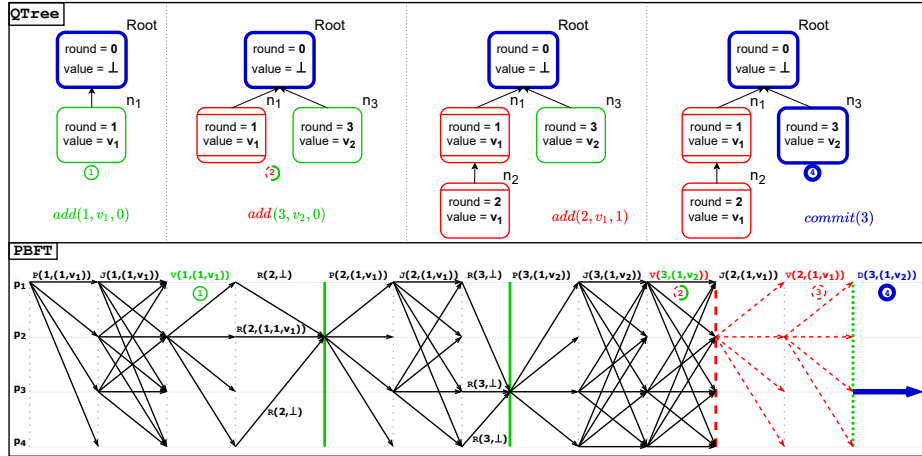 QTree
Root
round = 0
value = ⊥
n1
round = 1
value = v1
1
add(1, v1, 0)
Root
round = 0
value = ⊥
n1
n3
round = 1
value = v1
round = 3
value = v2
2
add(3, v2, 0)
Root
round = 0
value = ⊥
n1
n3
round = 1
value = v1
round = 3
value = v2
n2
round = 2
value = v1
add(2, v1, 1)
Root
round = 0
value = ⊥
n1
n3
round = 1
value = v1
round = 3
value = v2
4
n2
round = 2
value = v1
commit(3)
PBFT
P(1,(1,v1)) J(1,(1,v1)) V(1,(1,v1)) R(2,⊥) P(2,(1,v1)) J(2,(1,v1)) R(3,⊥) P(3,(1,v2)) J(3,(1,v2)) V(3,(1,v2)) J(2,(1,v1)) V(2,(1,v1)) D(3,(1,v2))
p1
1 2 3 4
p2
R(2,(1,1,v1))
p3
R(3,⊥)
R(2,⊥)
p4
R(3,⊥)